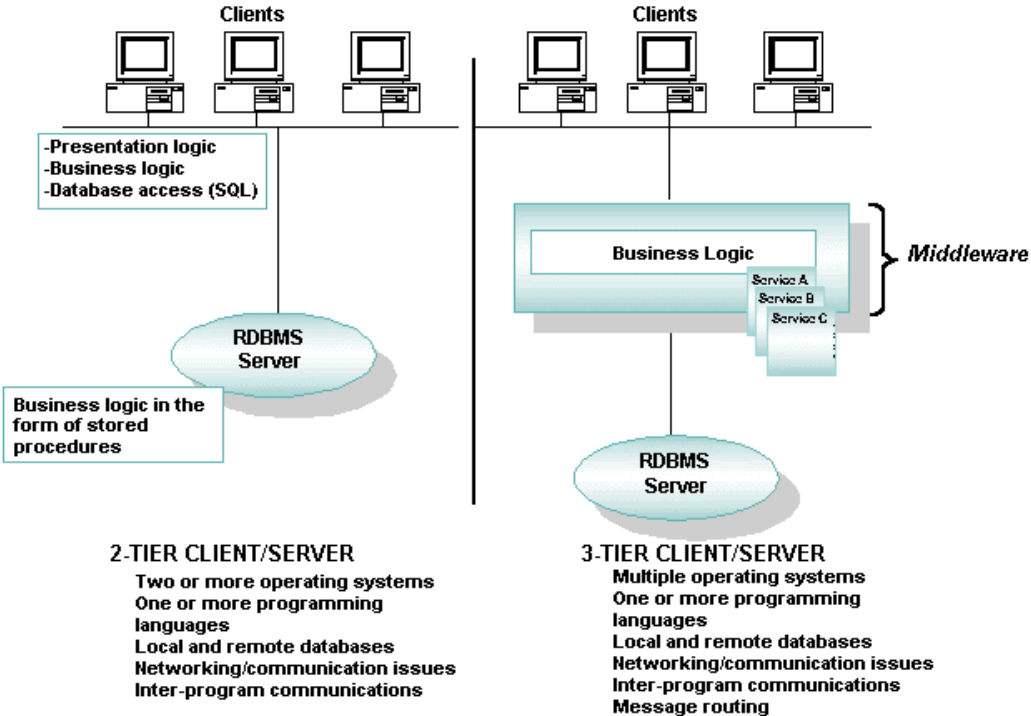 Clients
-Presentation logic
-Business logic
-Database access (SQL)
RDBMS
Server
Business logic in the
form of stored
procedures
2-TIER CLIENT/SERVER
Two or more operating systems
One or more programming
languages
Local and remote databases
Networking/communication issues
Inter-program communications
Clients
Business Logic
Service A
Service B
Service C
Middleware
RDBMS
Server
3-TIER CLIENT/SERVER
Multiple operating systems
One or more programming
languages
Local and remote databases
Networking/communication issues
Inter-program communications
Message routing